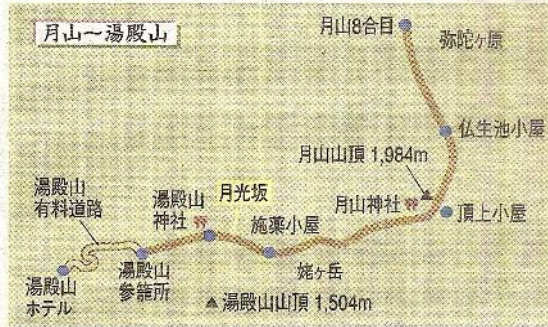 月山～湯殿山
月山8合目
弥陀ヶ原
仏生池小屋
月山山頂 1,984m
月山神社
頂上小屋
湯殿山
有料道路
湯殿山
神社
月光坂
施薬小屋
姥ヶ岳
湯殿山
ホテル
湯殿山
参籠所
湯殿山山頂 1,504m